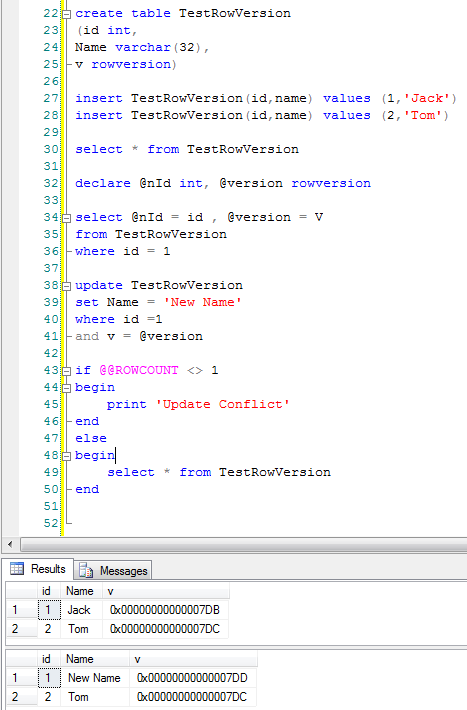 22 create table TestRowVersion
23 (id int,
24 Name varchar(32),
25 v rowversion)
26
27 insert TestRowVersion(id,name) values (1,'Jack')
28 insert TestRowVersion(id,name) values (2,'Tom')
29
30 select * from TestRowVersion
31
32 declare @nId int, @version rowversion
33
34 select @nId = id , @version = V
35 from TestRowVersion
36 where id = 1
37
38 update TestRowVersion
39 set Name = 'New Name'
40 where id =1
41 and v = @version
42
43 if @@ROWCOUNT <> 1
44 begin
45 print 'Update Conflict'
46 end
47 else
48 begin
49 select * from TestRowVersion
50 end
51
52
Results Messages
id Name v
1 1 Jack 0x00000000000007DB
2 2 Tom 0x00000000000007DC
id Name v
1 1 New Name 0x00000000000007DD
2 2 Tom 0x00000000000007DC